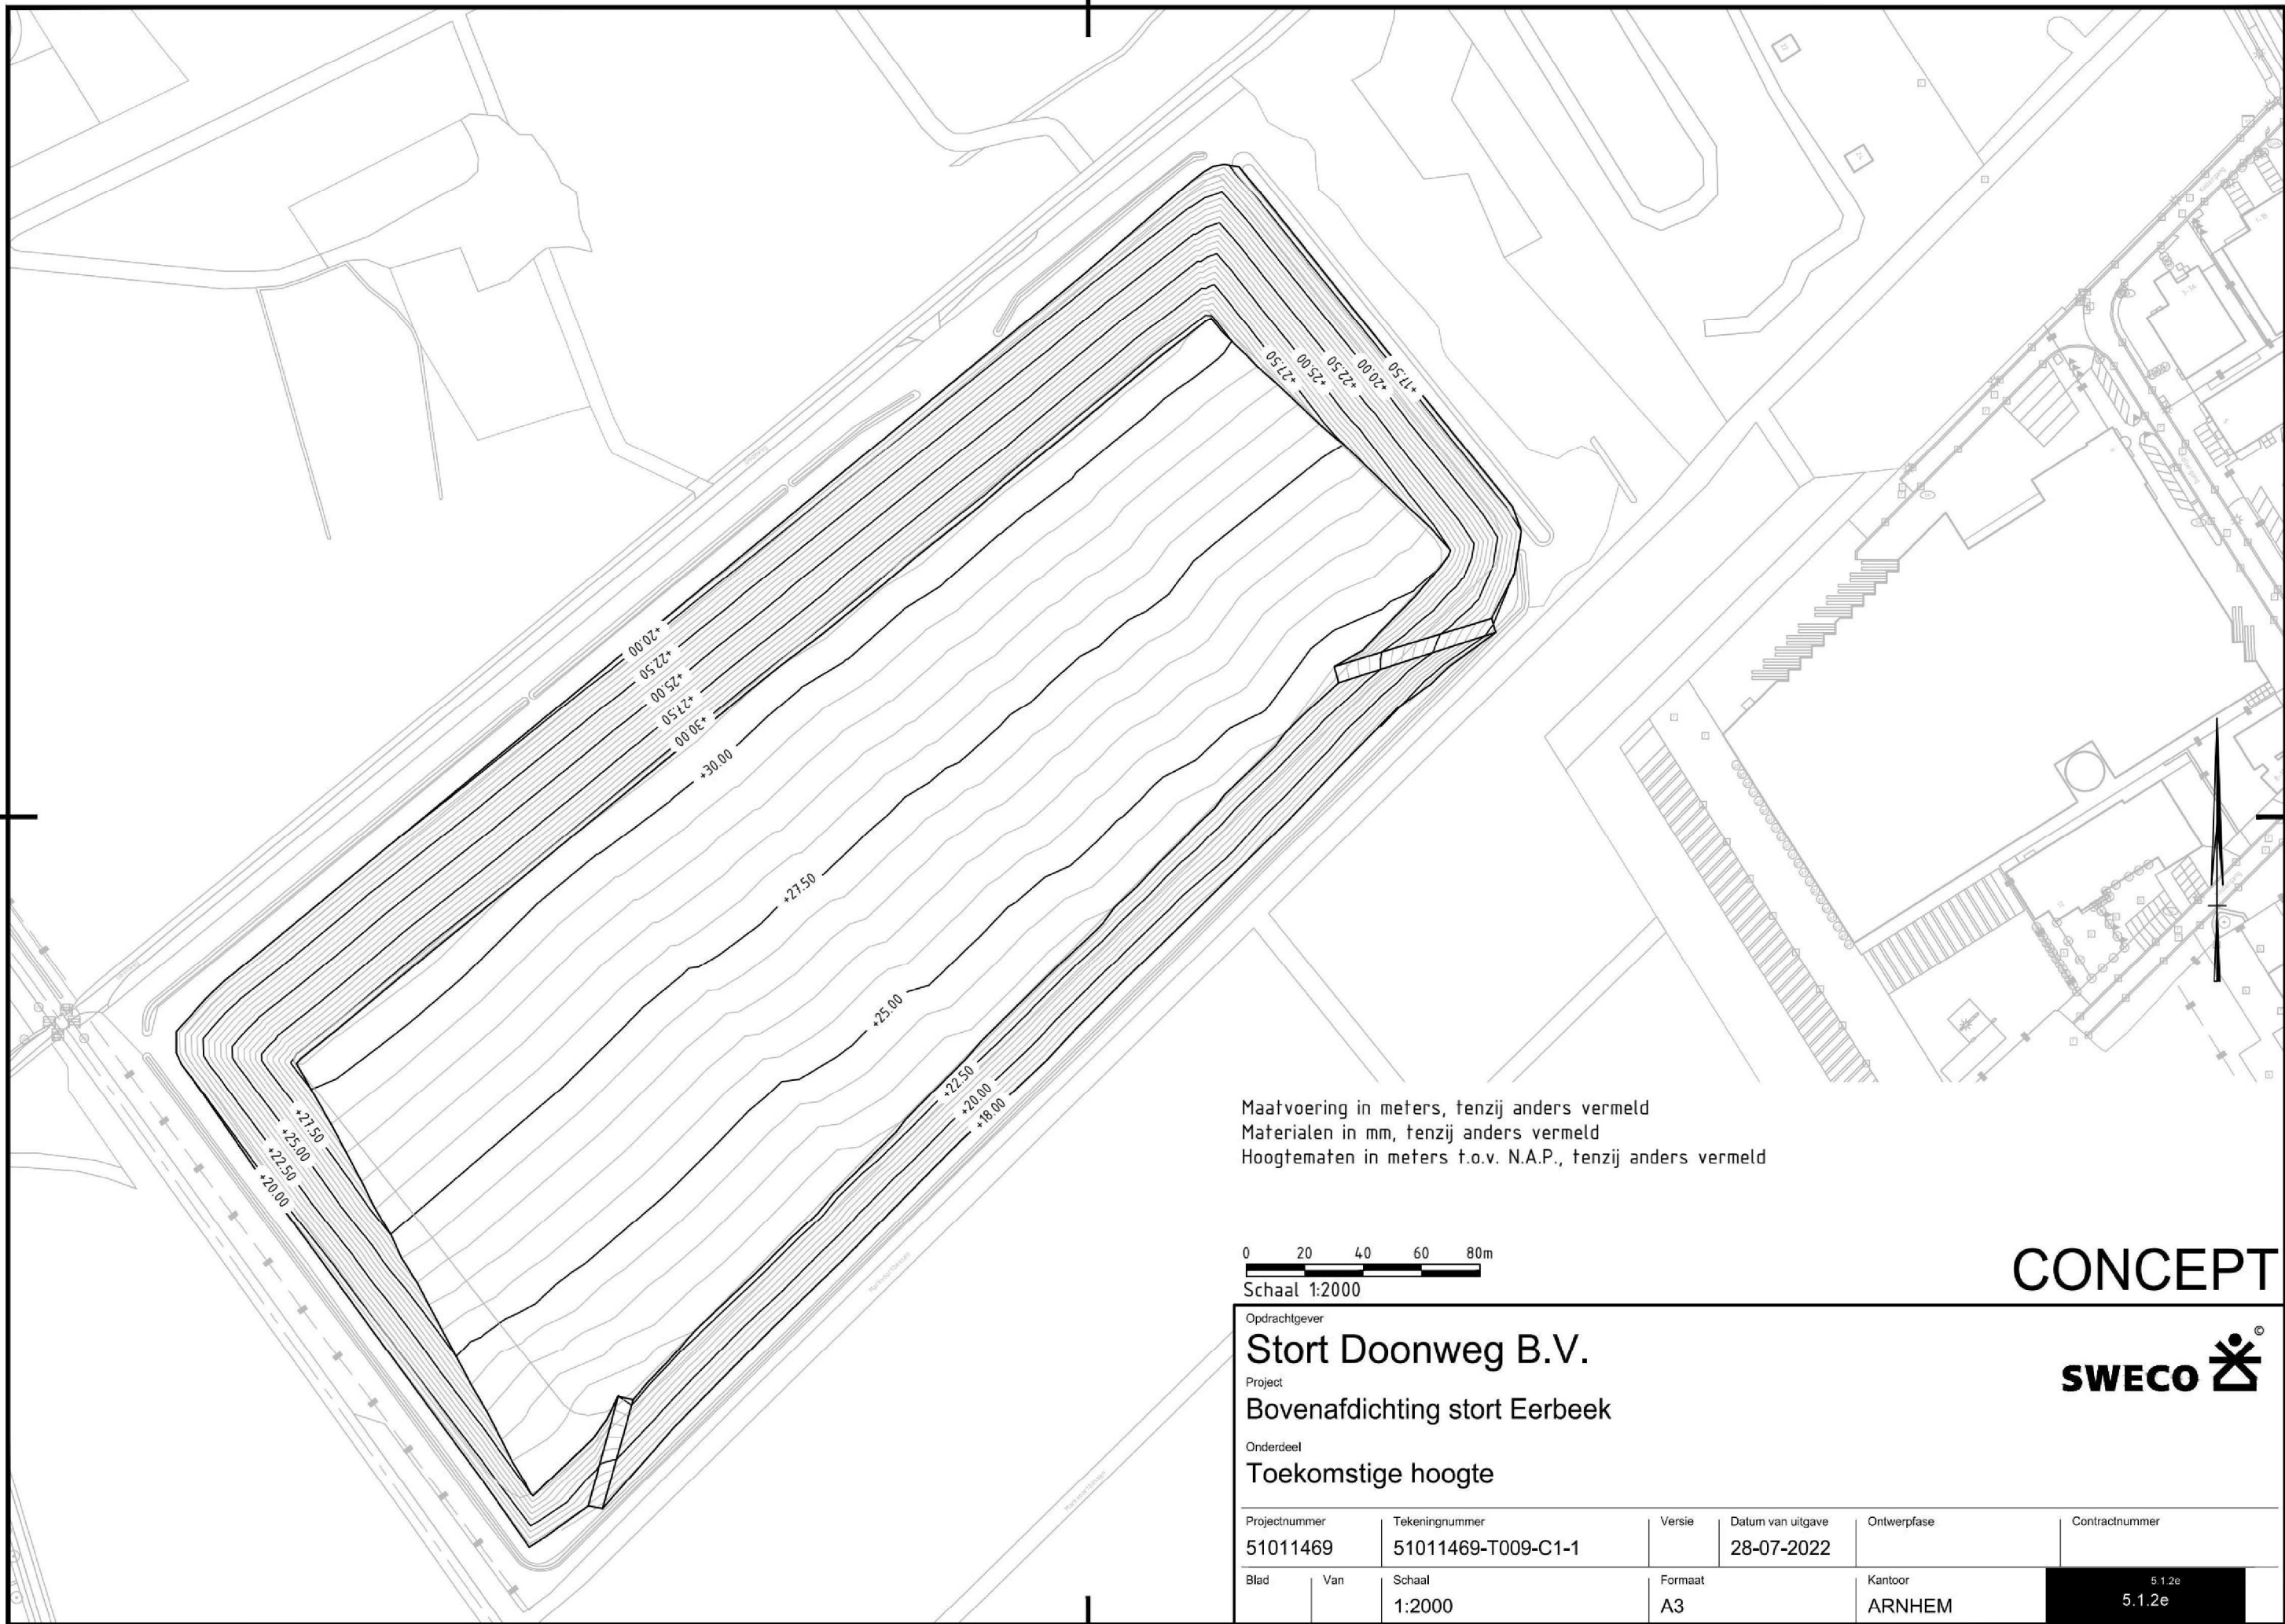 +17.50
+20.00
+22.50
+25.00
+27.50
+20.00
+22.50
+25.00
+27.50
+30.00
+30.00
+27.50
+25.00
+22.50
+20.00
+18.00
+27.50
+25.00
+22.50
+20.00
Maatvoering in meters, tenzij anders vermeld
Materialen in mm, tenzij anders vermeld
Hoogtematen in meters t.o.v. N.A.P., tenzij anders vermeld
0 20 40 60 80m
Schaal 1:2000
CONCEPT
Opdrachtgever
Stort Doonweg B.V.
©
SWECO
Project
Bovenafdichting stort Eerbeek
Onderdeel
Toekomstige hoogte
Projectnummer Tekeningnummer Versie Datum van uitgave Ontwerpfase Contractnummer
51011469 51011469-T009-C1-1 28-07-2022
Blad Van Schaal Formaat Kantoor 5.1.2e
1:2000 A3 ARNHEM 5.1.2e